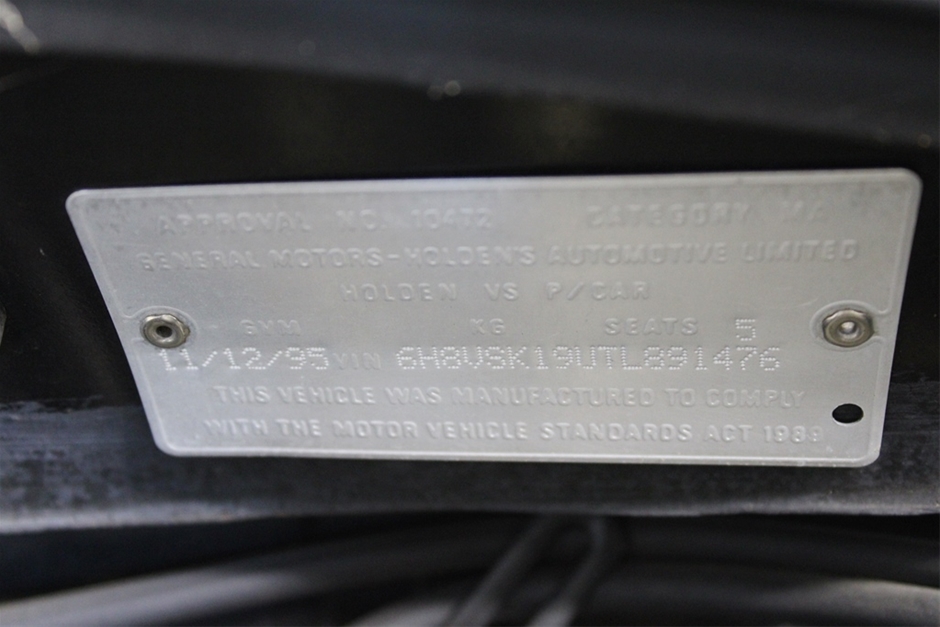 APPROVAL NO. 10472 CATEGORY MA
GENERAL MOTORS-HOLDEN'S AUTOMOTIVE LIMITED
HOLDEN VS P/CAR
GMM KG SEATS 5
11/12/95 VIN 6H8VSK19UTL891476
THIS VEHICLE WAS MANUFACTURED TO COMPLY
WITH THE MOTOR VEHICLE STANDARDS ACT 1989